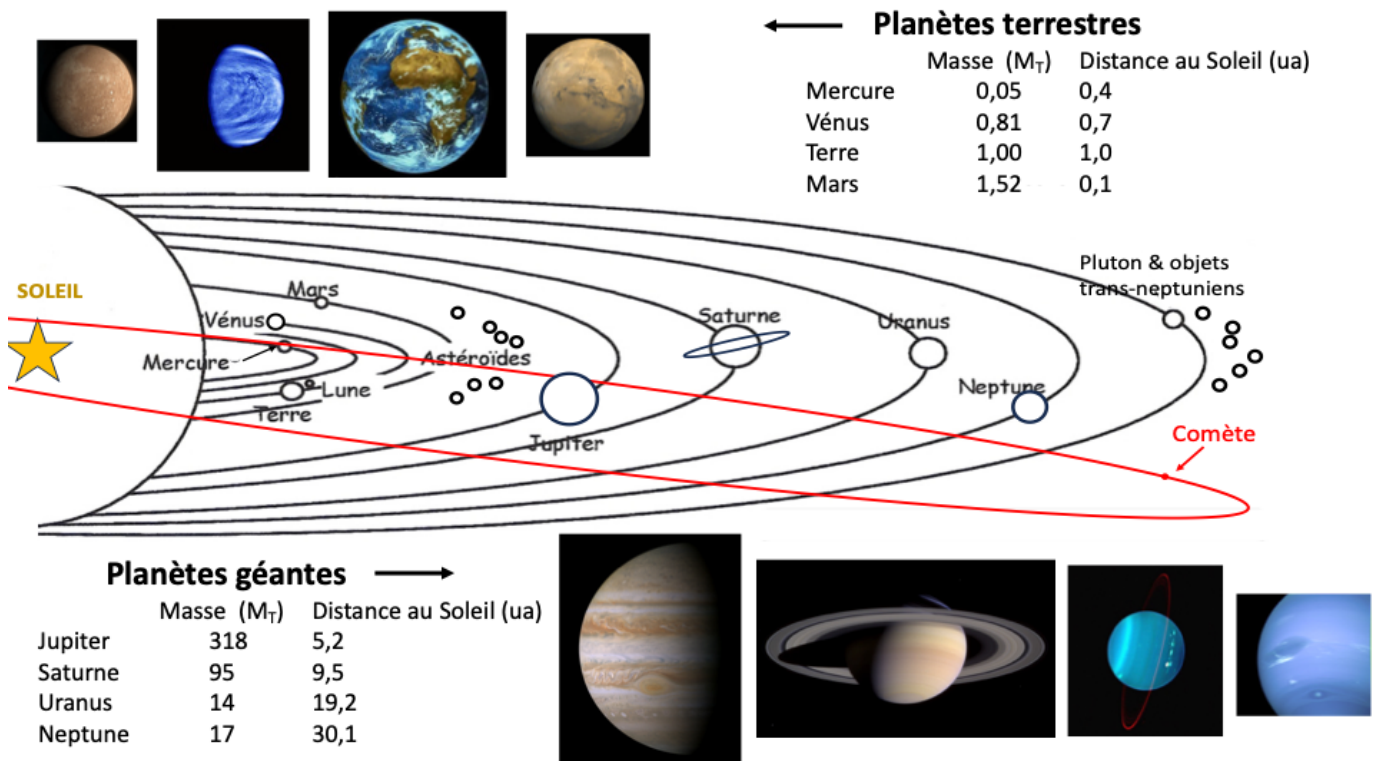 ← Planètes terrestres
Masse (M_T) Distance au Soleil (ua)
Mercure 0,05 0,4
Vénus 0,81 0,7
Terre 1,00 1,0
Mars 1,52 0,1
SOLEIL
Mars
Vénus
Mercure
Lune
Terre
Astéroïdes
Jupiter
Saturne
Uranus
Neptune
Pluton & objets
trans-neptuniens
Comète
Planètes géantes →
Masse (M_T) Distance au Soleil (ua)
Jupiter 318 5,2
Saturne 95 9,5
Uranus 14 19,2
Neptune 17 30,1